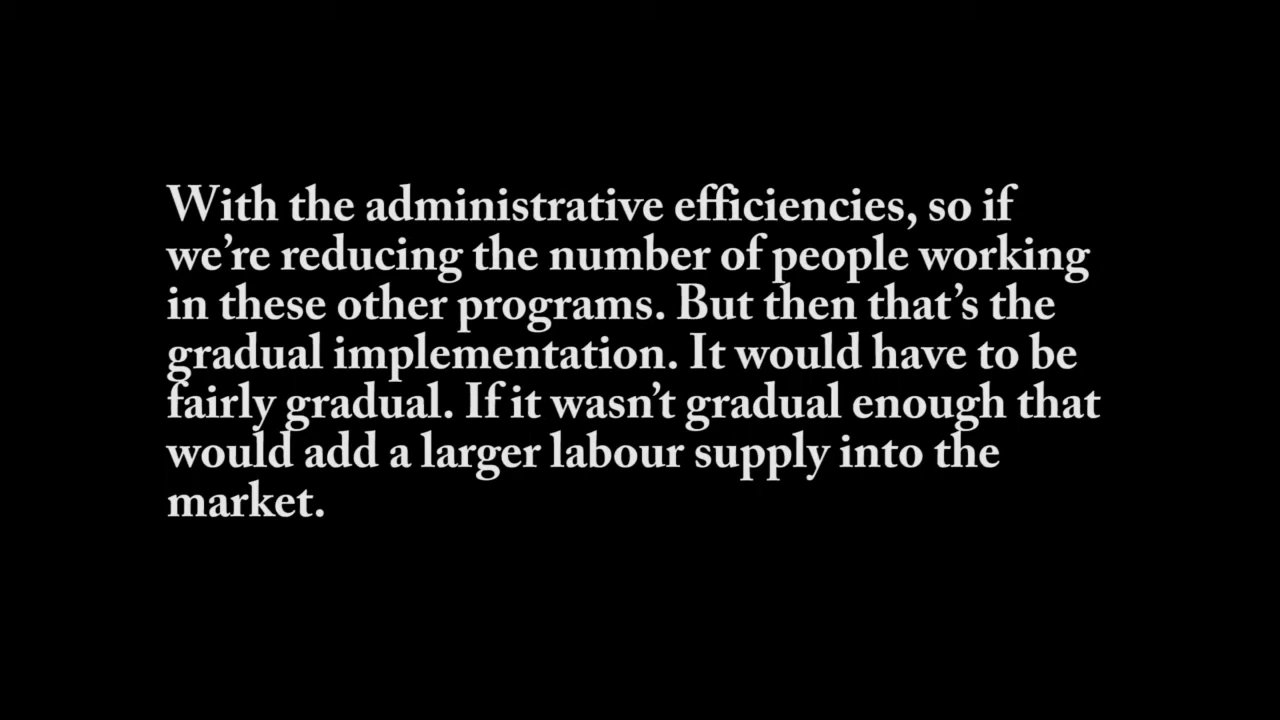 With the administrative efficiencies, so if
we’re reducing the number of people working
in these other programs. But then that’s the
gradual implementation. It would have to be
fairly gradual. If it wasn’t gradual enough that
would add a larger labour supply into the
market.